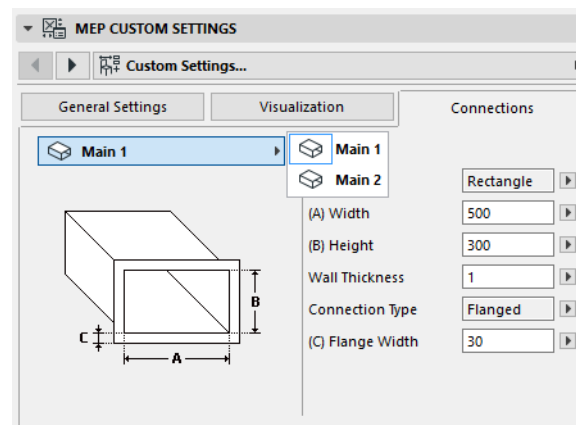 MEP CUSTOM SETTINGS
Custom Settings...
General Settings
Visualization
Connections
Main 1
Main 1
Main 2
Rectangle
(A) Width
500
(B) Height
300
Wall Thickness
1
Connection Type
Flanged
(C) Flange Width
30
B
C
A